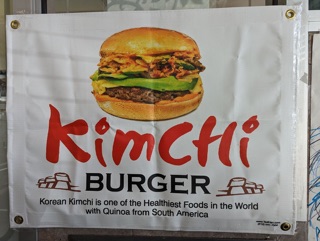 KimCHi
BURGER
Korean Kimchi is one of the Healthiest Foods in the World
with Quinoa from South America